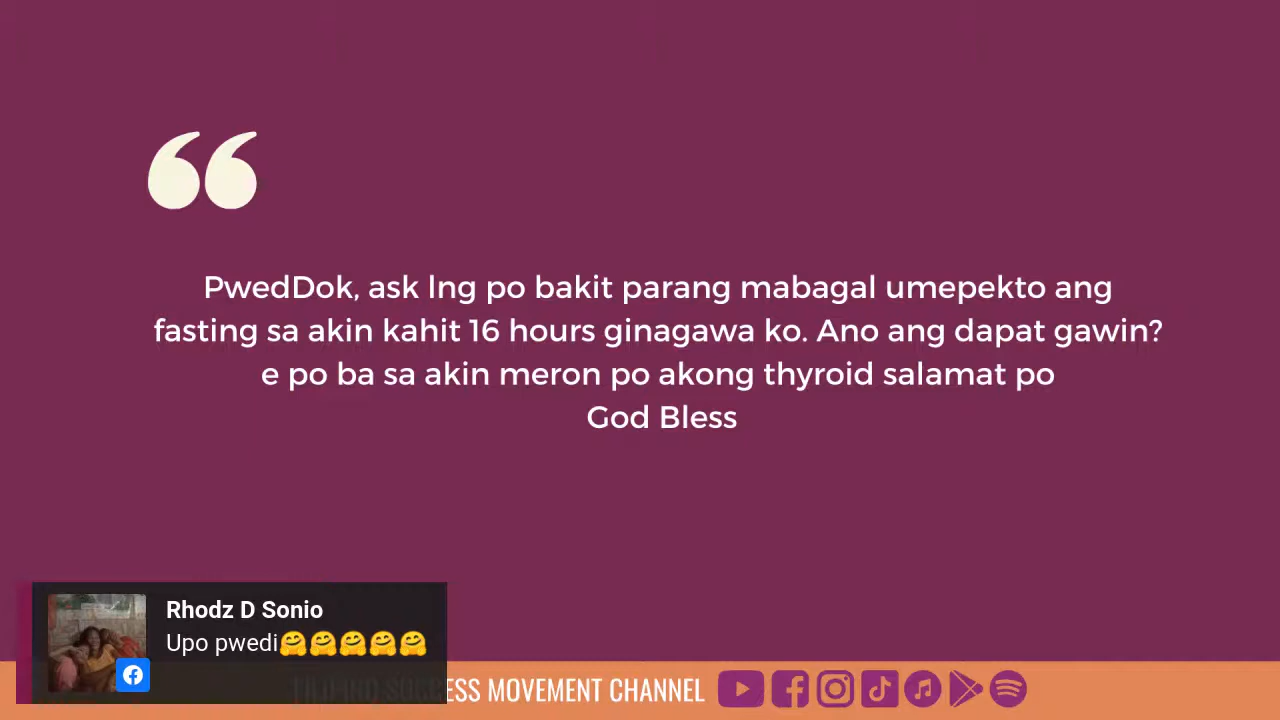 PwedDok, ask lng po bakit parang mabagal umepekto ang
fasting sa akin kahit 16 hours ginagawa ko. Ano ang dapat gawin?
e po ba sa akin meron po akong thyroid salamat po
God Bless
Rhodz D Sonio
Upo pwedi🤗🤗🤗🤗🤗
FILIPINO SUCCESS MOVEMENT CHANNEL